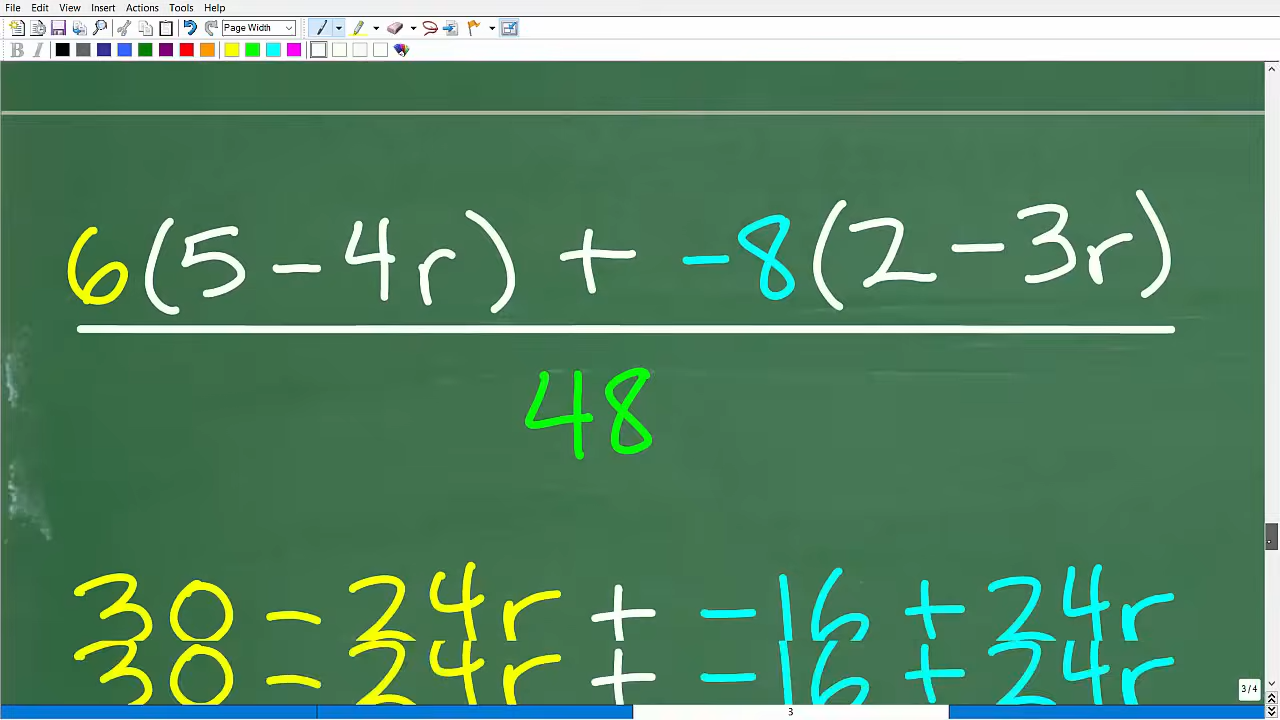 File Edit View Insert Actions Tools Help
Page Width
B I
6(5-4r) + -8(2-3r)
48
30 - 24r + -16 + 24r
30 - 24r + -16 + 24r
3/4
3